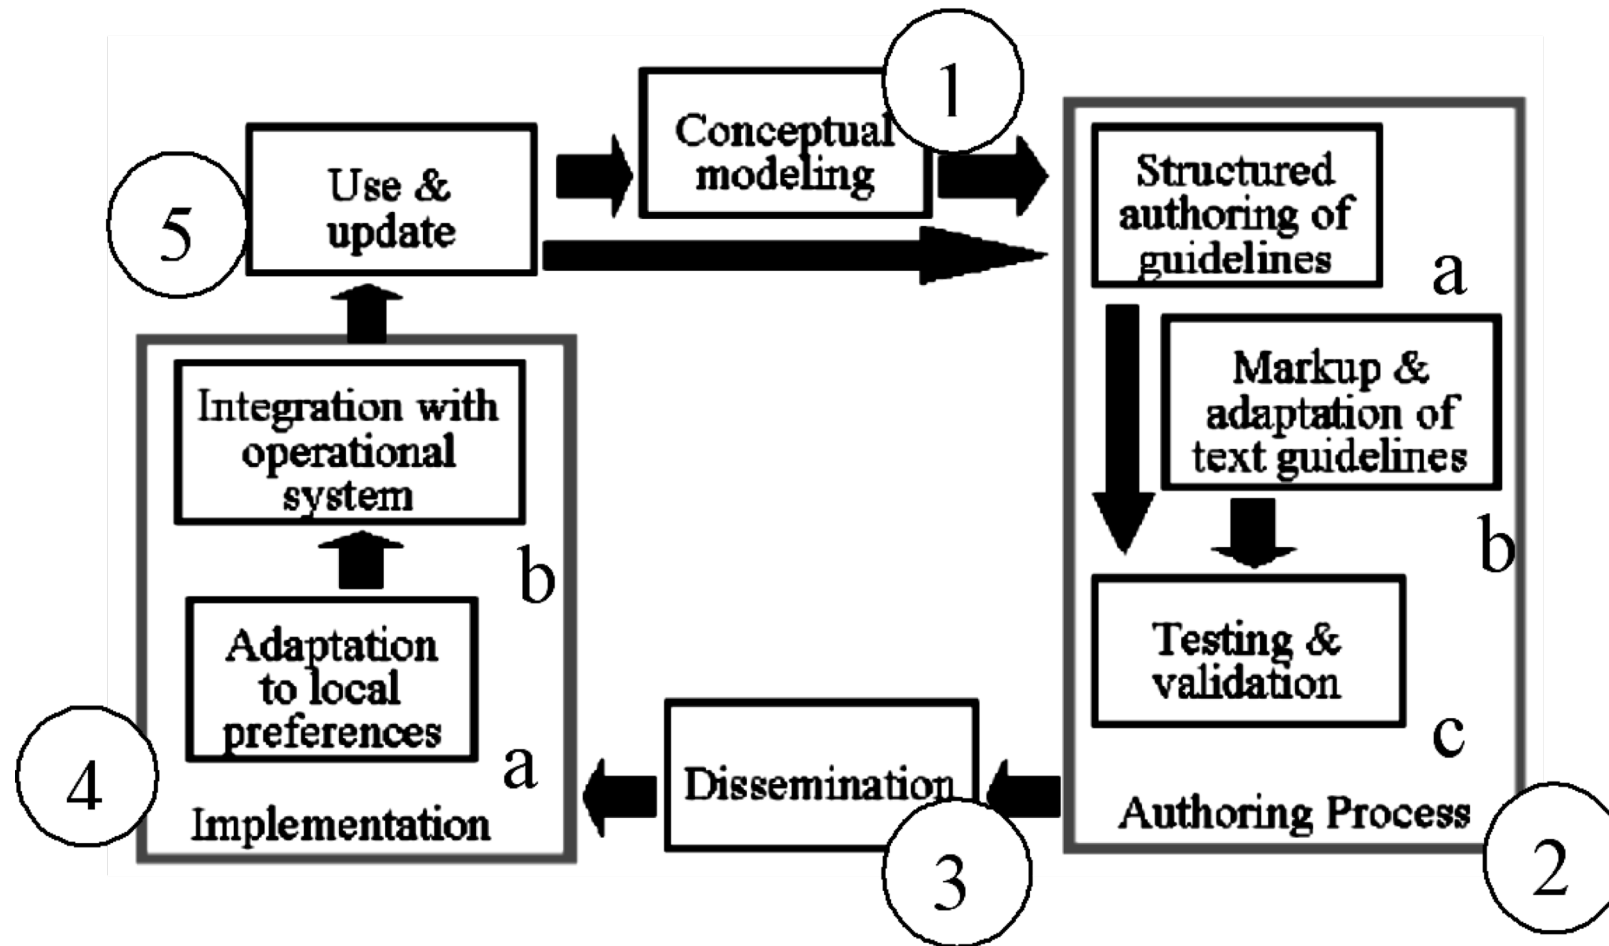 1
Conceptual
modeling
Use &
update
5
Structured
authoring of
guidelines
a
Markup &
adaptation of
text guidelines
b
Testing &
validation
c
Authoring Process
2
Dissemination
3
Integration with
operational
system
b
Adaptation
to local
preferences
a
Implementation
4